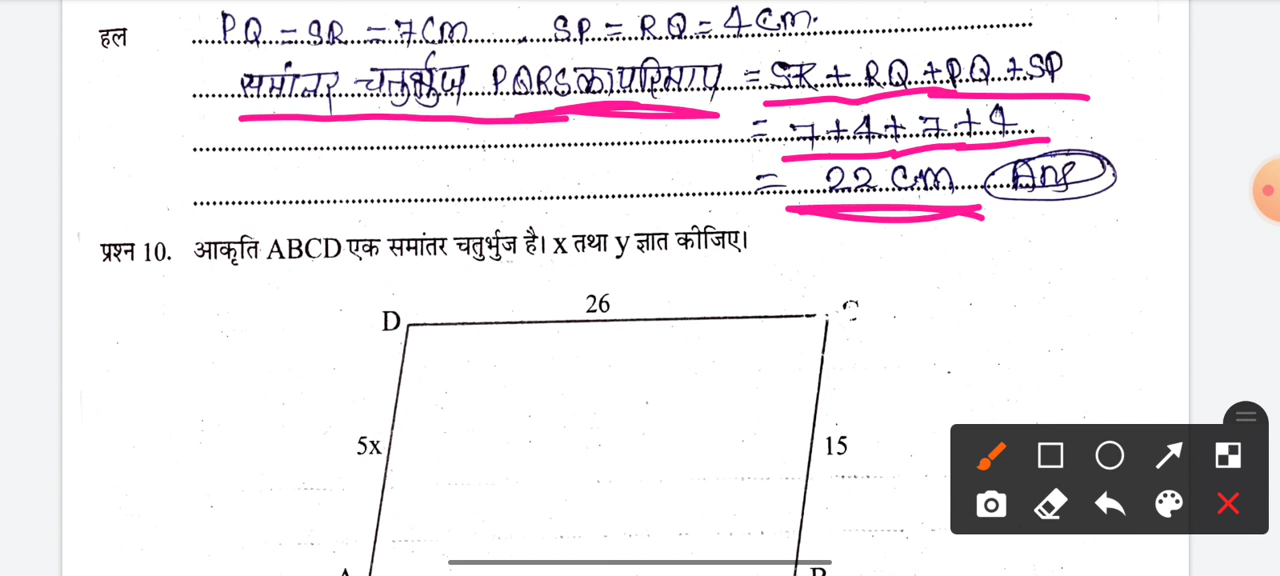 हल P.Q = SR = 7cm SP = RQ = 4cm.
समांतर चतुर्भुज PQRS का परिमाप = SR + RQ + PQ + SP
= 7+4+7+4
= 22 cm Ans
प्रश्न 10. आकृति ABCD एक समांतर चतुर्भुज है। x तथा y ज्ञात कीजिए।
26
D C
5x 15
A B